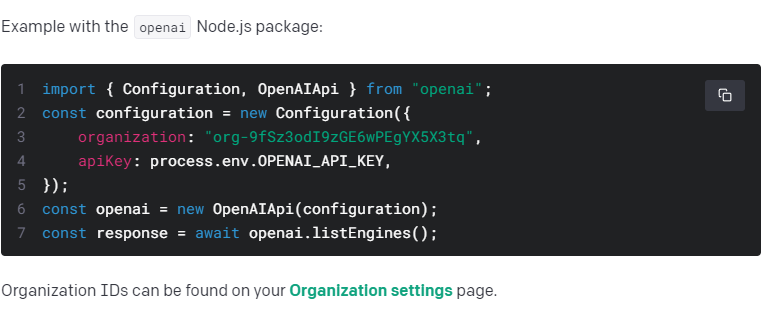 Example with the openai Node.js package:
1 import { Configuration, OpenAIApi } from "openai";
2 const configuration = new Configuration({
3 organization: "org-9fSz3odI9zGE6wPEgYX5X3tq",
4 apiKey: process.env.OPENAI_API_KEY,
5 });
6 const openai = new OpenAIApi(configuration);
7 const response = await openai.listEngines();
Organization IDs can be found on your Organization settings page.